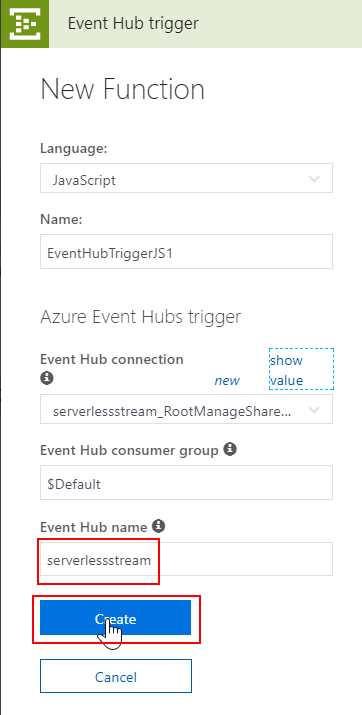 Event Hub trigger
New Function
Language:
JavaScript
Name:
EventHubTriggerJS1
Azure Event Hubs trigger
Event Hub connection
new
show
value
serverlessstream_RootManageShare...
Event Hub consumer group
$Default
Event Hub name
serverlessstream
Create
Cancel